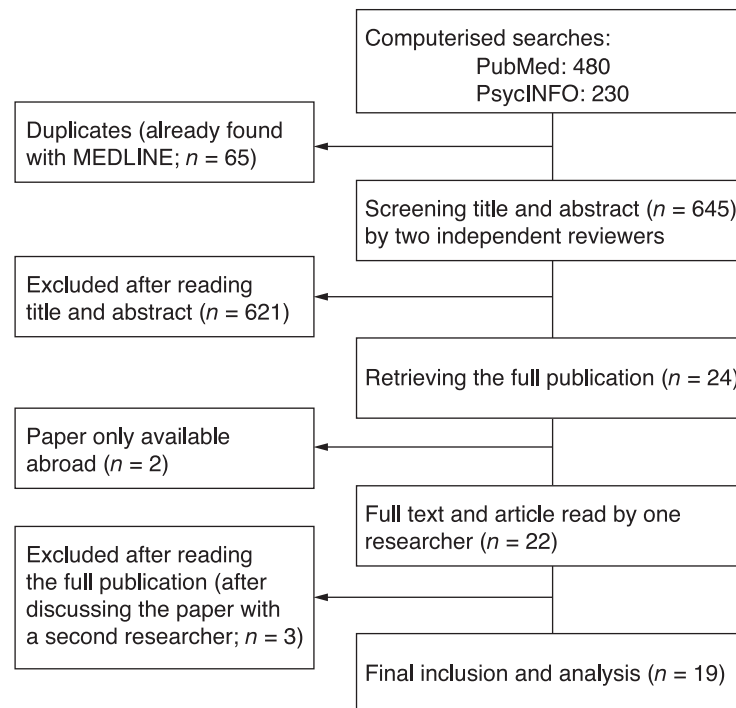 Computerised searches:
PubMed: 480
PsycINFO: 230
Duplicates (already found
with MEDLINE; n = 65)
Screening title and abstract (n = 645)
by two independent reviewers
Excluded after reading
title and abstract (n = 621)
Retrieving the full publication (n = 24)
Paper only available
abroad (n = 2)
Full text and article read by one
researcher (n = 22)
Excluded after reading
the full publication (after
discussing the paper with
a second researcher; n = 3)
Final inclusion and analysis (n = 19)